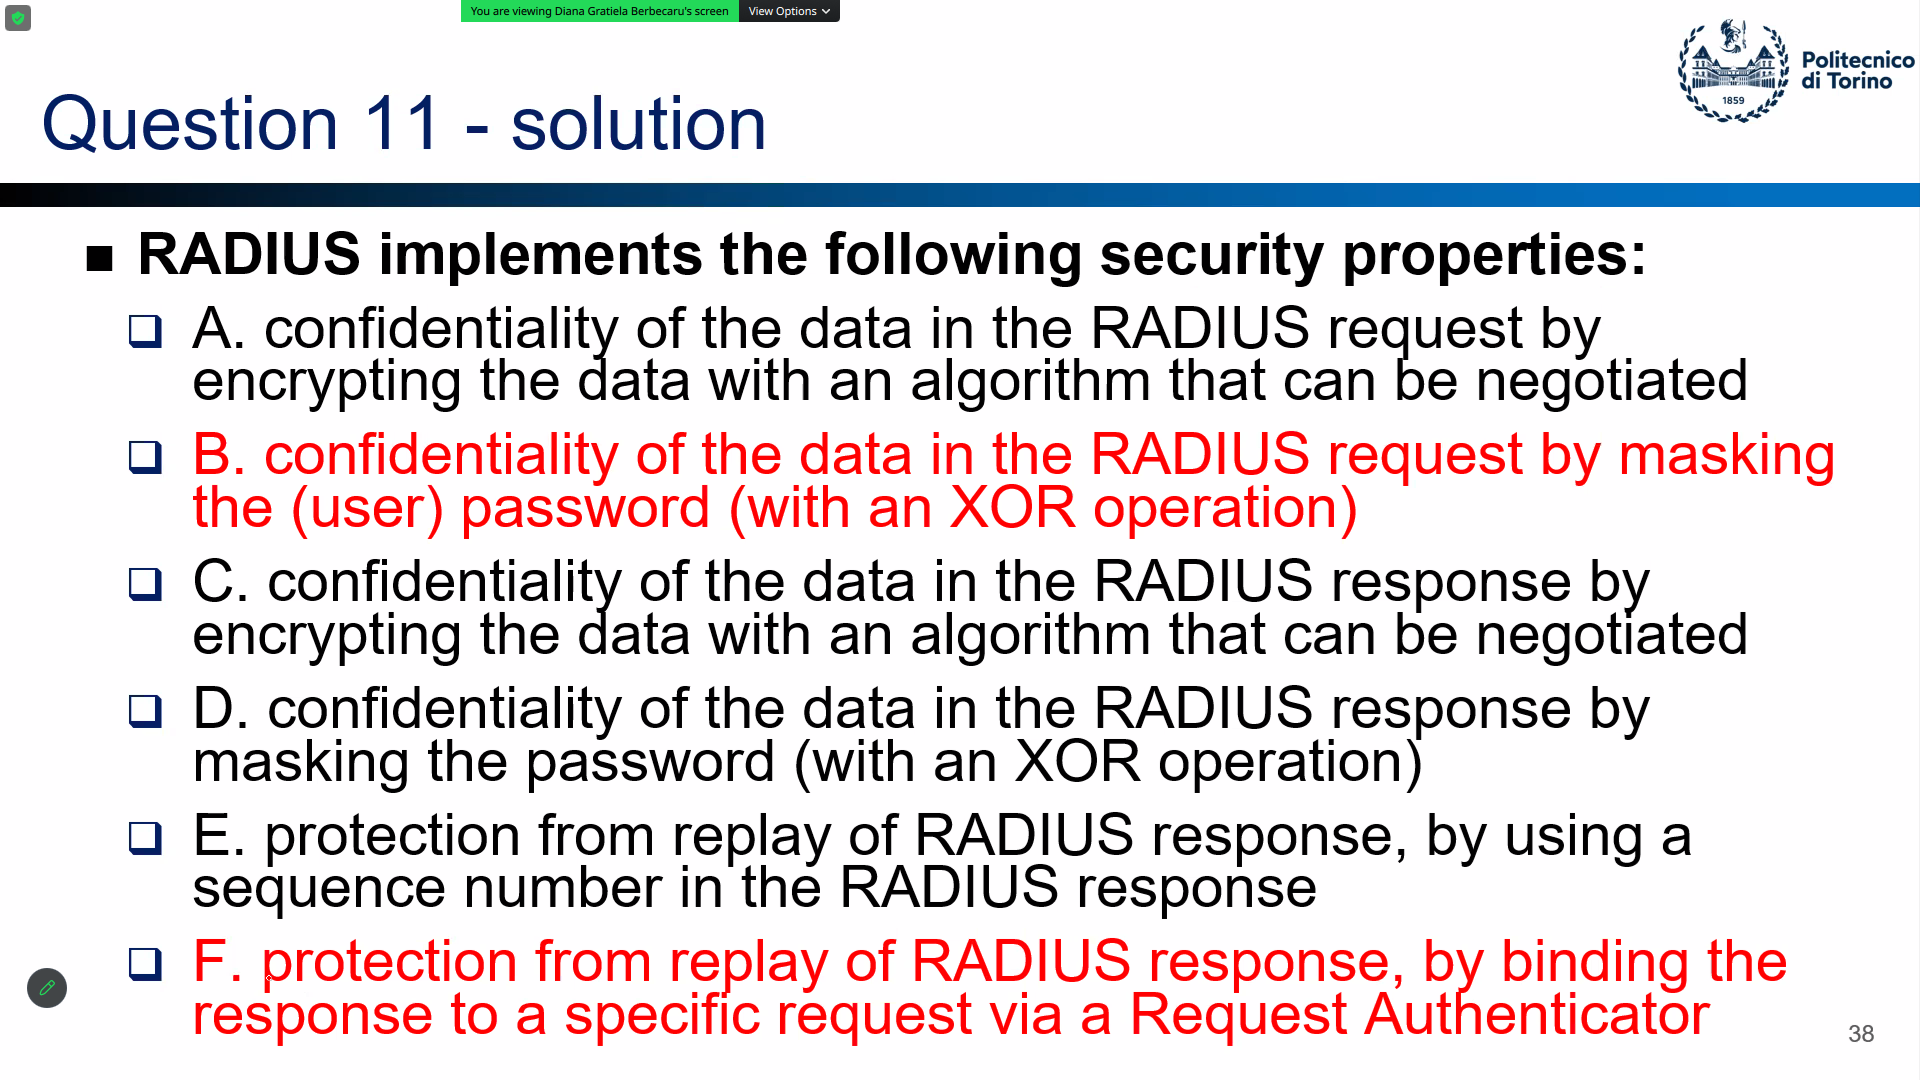 You are viewing Diana Gratiela Berbecaru's screen
View Options
Politecnico
di Torino
1859
Question 11 - solution
RADIUS implements the following security properties:
A. confidentiality of the data in the RADIUS request by
encrypting the data with an algorithm that can be negotiated
B. confidentiality of the data in the RADIUS request by masking
the (user) password (with an XOR operation)
C. confidentiality of the data in the RADIUS response by
encrypting the data with an algorithm that can be negotiated
D. confidentiality of the data in the RADIUS response by
masking the password (with an XOR operation)
E. protection from replay of RADIUS response, by using a
sequence number in the RADIUS response
F. protection from replay of RADIUS response, by binding the
response to a specific request via a Request Authenticator
38